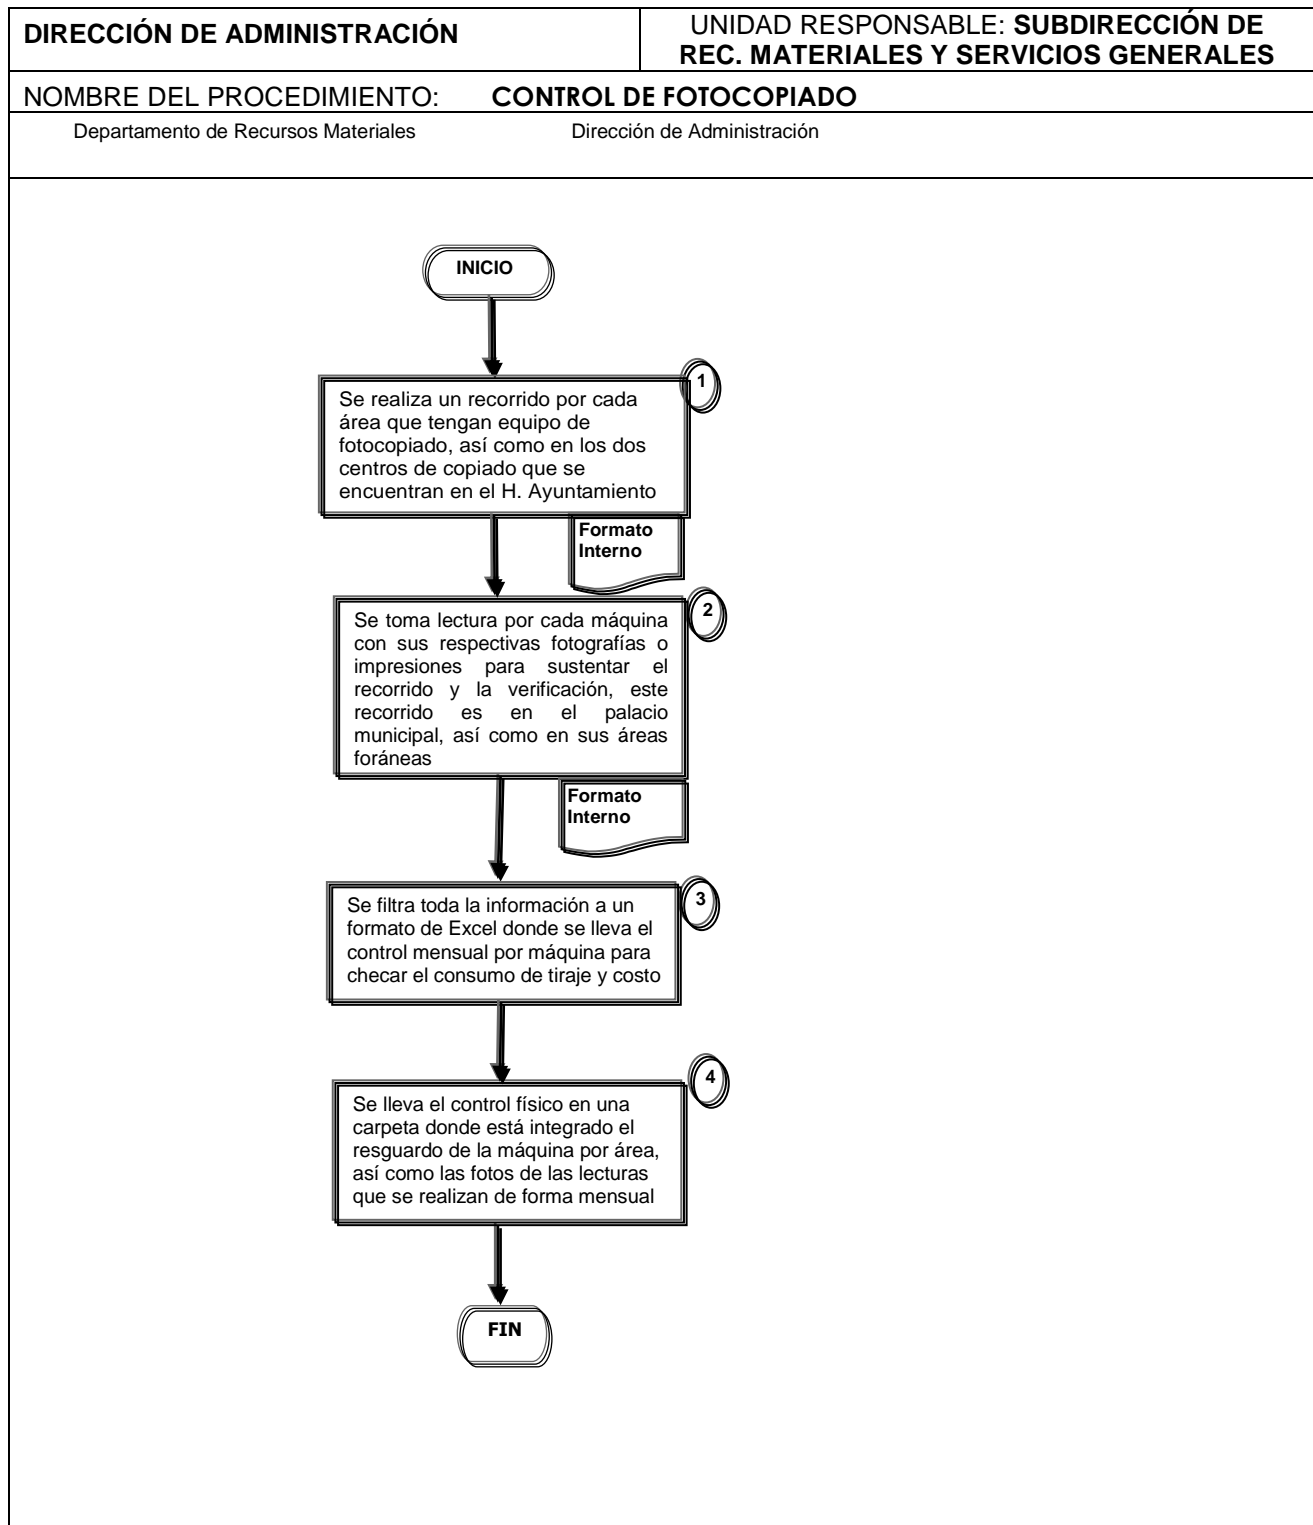 DIRECCIÓN DE ADMINISTRACIÓN
UNIDAD RESPONSABLE: SUBDIRECCIÓN DE
REC. MATERIALES Y SERVICIOS GENERALES
NOMBRE DEL PROCEDIMIENTO: CONTROL DE FOTOCOPIADO
Departamento de Recursos Materiales
Dirección de Administración
INICIO
1
Se realiza un recorrido por cada
área que tengan equipo de
fotocopiado, así como en los dos
centros de copiado que se
encuentran en el H. Ayuntamiento
Formato
Interno
2
Se toma lectura por cada máquina
con sus respectivas fotografías o
impresiones para sustentar el
recorrido y la verificación, este
recorrido es en el palacio
municipal, así como en sus áreas
foráneas
Formato
Interno
3
Se filtra toda la información a un
formato de Excel donde se lleva el
control mensual por máquina para
checar el consumo de tiraje y costo
4
Se lleva el control físico en una
carpeta donde está integrado el
resguardo de la máquina por área,
así como las fotos de las lecturas
que se realizan de forma mensual
FIN